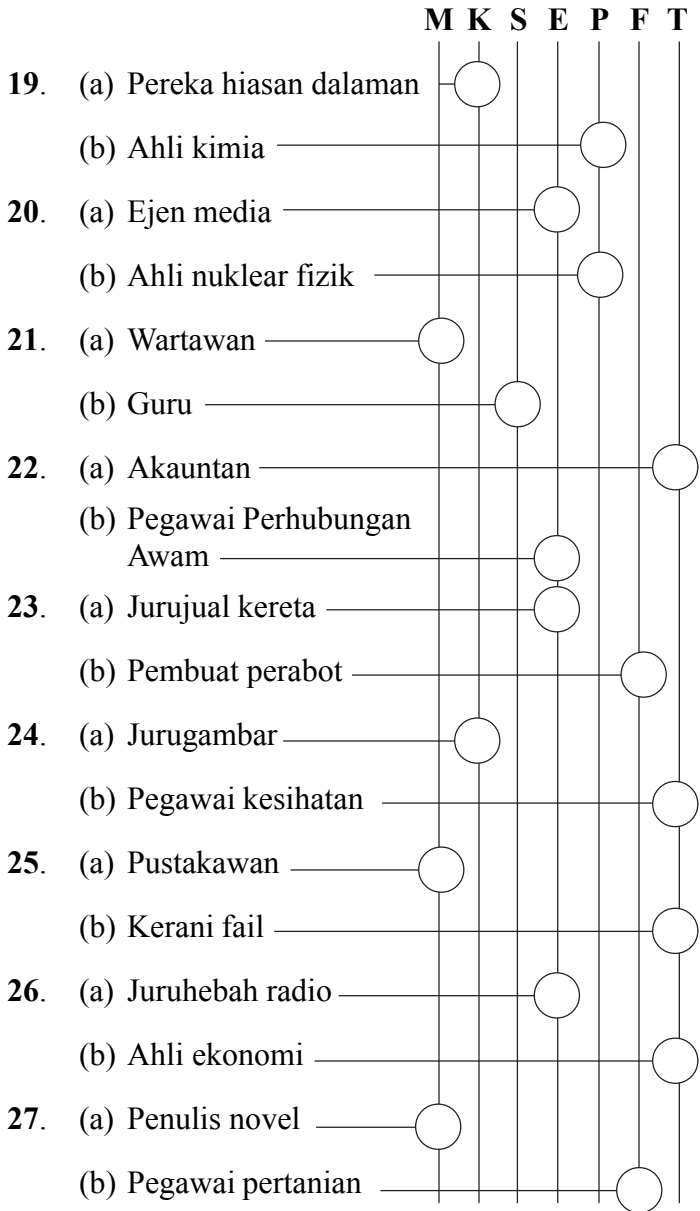 M K S E P F T
19. (a) Pereka hiasan dalaman
(b) Ahli kimia
20. (a) Ejen media
(b) Ahli nuklear fizik
21. (a) Wartawan
(b) Guru
22. (a) Akauntan
(b) Pegawai Perhubungan
Awam
23. (a) Jurujual kereta
(b) Pembuat perabot
24. (a) Jurugambar
(b) Pegawai kesihatan
25. (a) Pustakawan
(b) Kerani fail
26. (a) Juruhebah radio
(b) Ahli ekonomi
27. (a) Penulis novel
(b) Pegawai pertanian